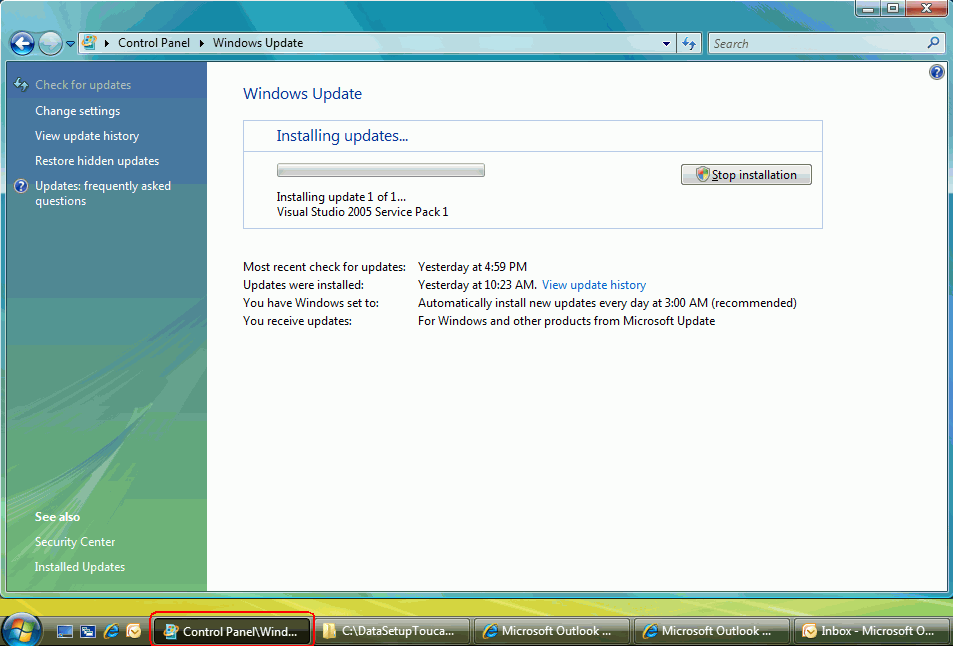 Control Panel Windows Update
Search
Check for updates
Change settings
View update history
Restore hidden updates
Updates: frequently asked
questions
See also
Security Center
Installed Updates
Windows Update
Installing updates...
Stop installation
Installing update 1 of 1...
Visual Studio 2005 Service Pack 1
Most recent check for updates: Yesterday at 4:59 PM
Updates were installed: Yesterday at 10:23 AM. View update history
You have Windows set to: Automatically install new updates every day at 3:00 AM (recommended)
You receive updates: For Windows and other products from Microsoft Update
Control Panel\Wind... C:\DataSetupTouca... Microsoft Outlook ... Microsoft Outlook ... Inbox - Microsoft O...